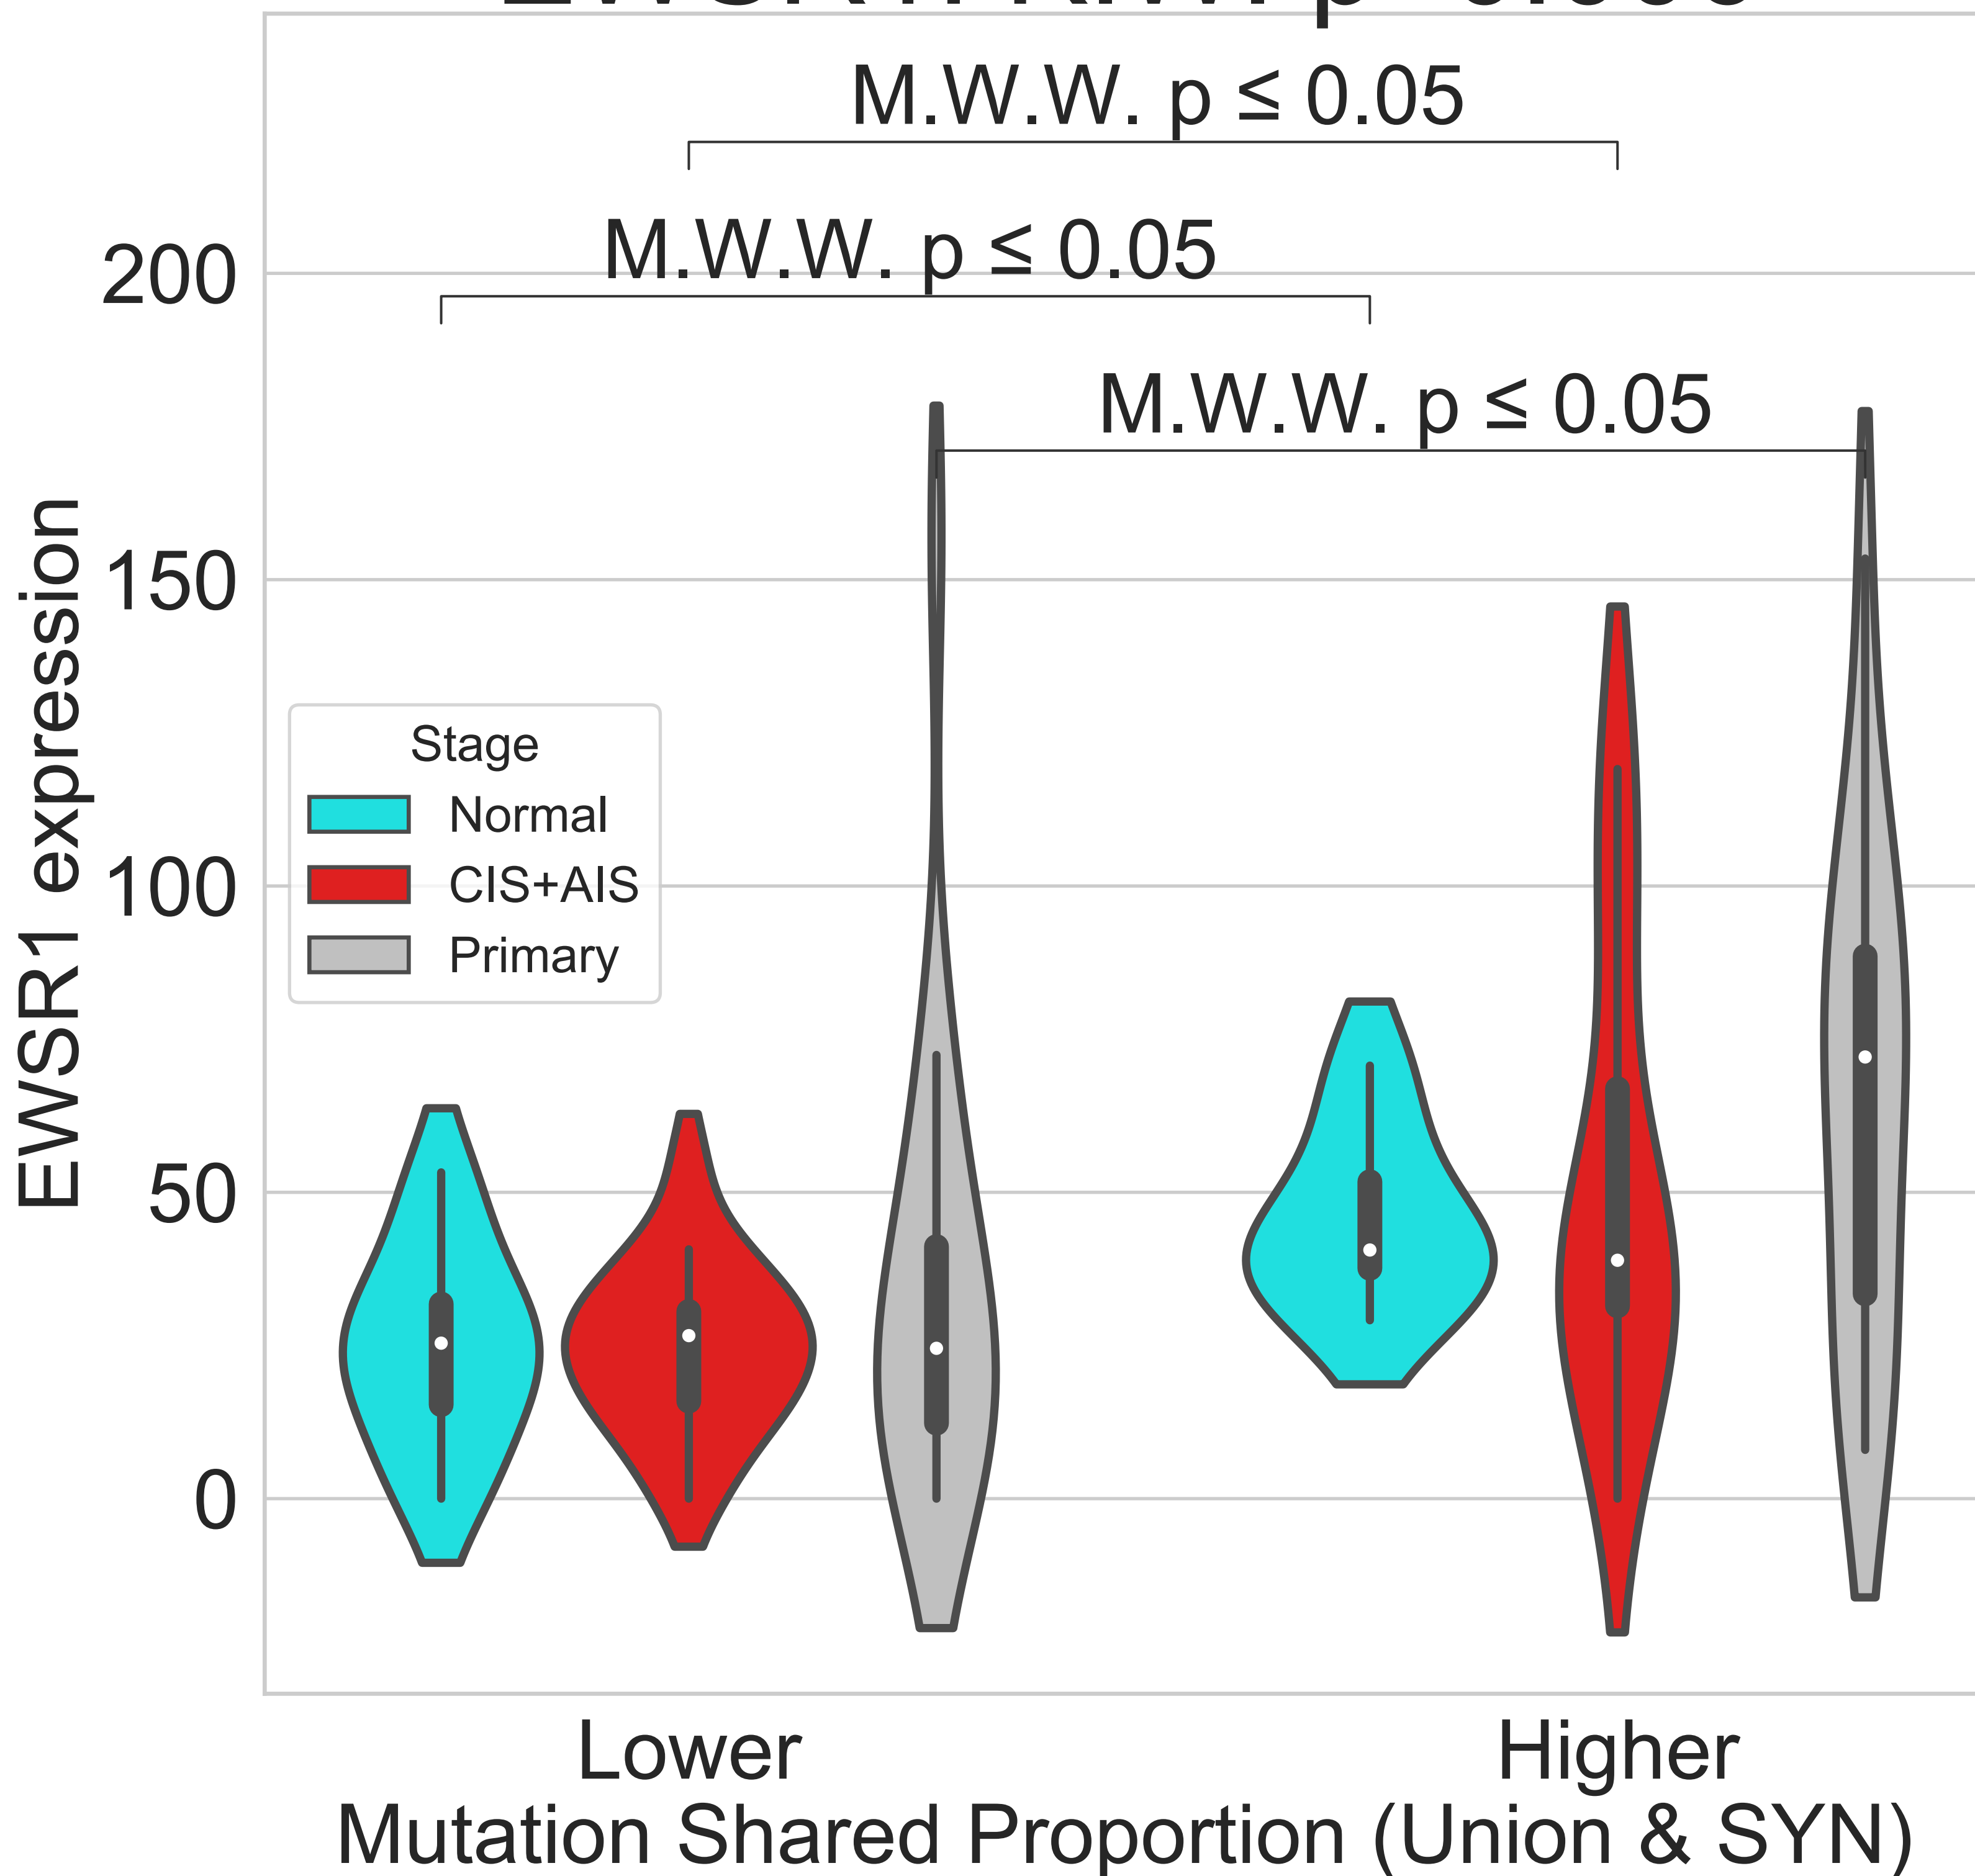 M.W.W. p ≤ 0.05
M.W.W. p ≤ 0.05
M.W.W. p ≤ 0.05
200
150
100
50
0
EWSR1 expression
Stage
Normal
CIS+AIS
Primary
Lower
Higher
Mutation Shared Proportion (Union & SYN)